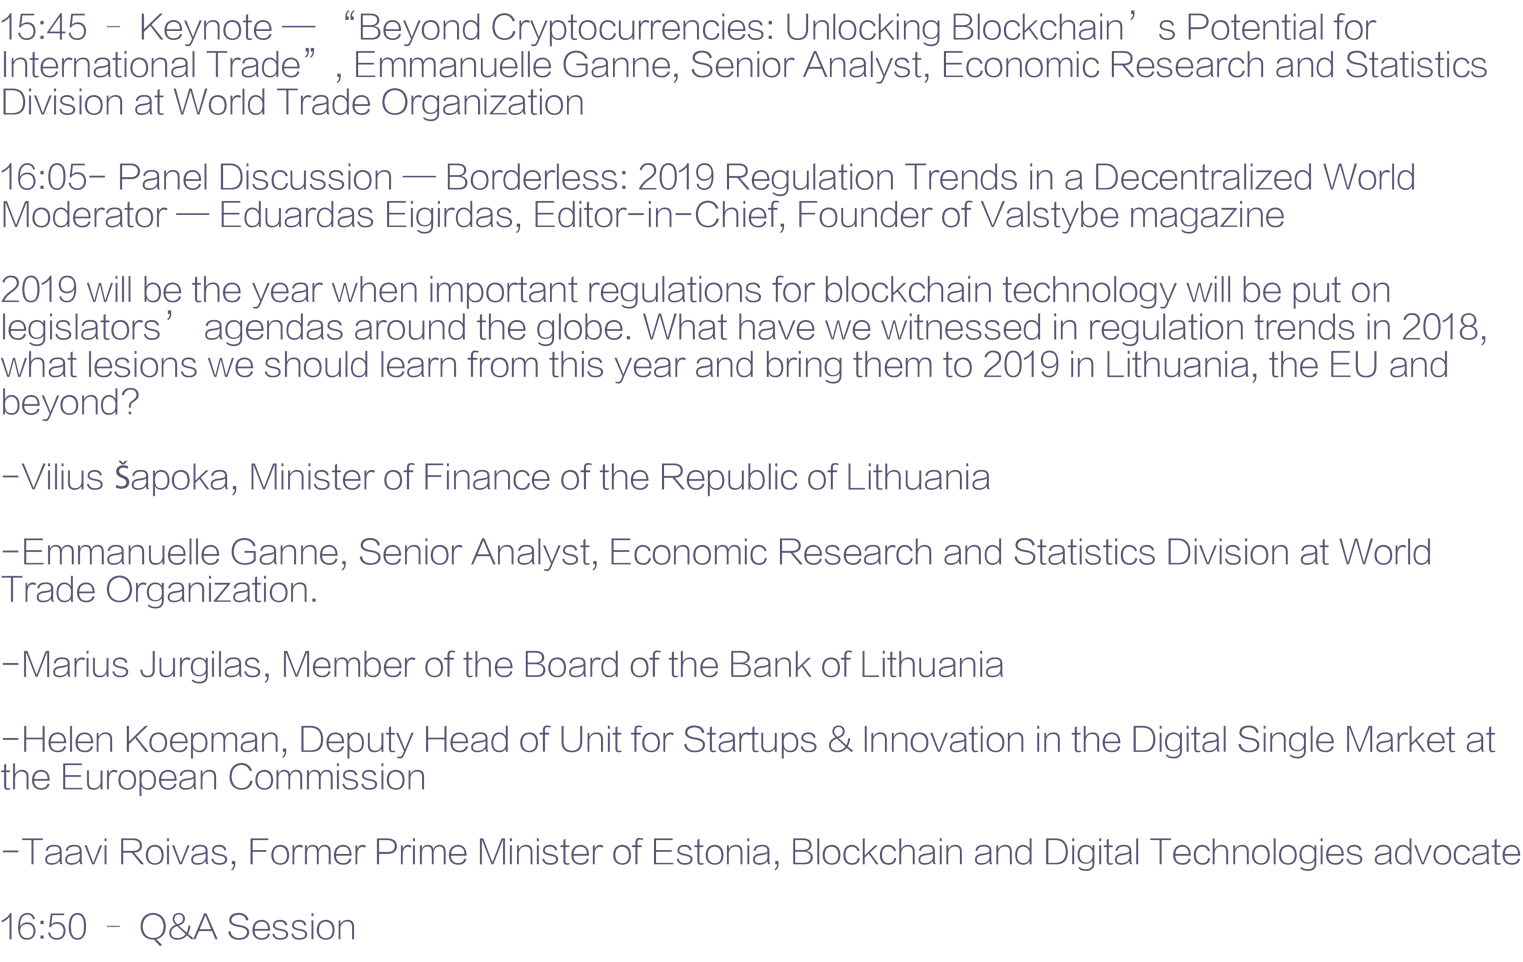 15:45 – Keynote — “Beyond Cryptocurrencies: Unlocking Blockchain’s Potential for
International Trade”, Emmanuelle Ganne, Senior Analyst, Economic Research and Statistics
Division at World Trade Organization
16:05- Panel Discussion — Borderless: 2019 Regulation Trends in a Decentralized World
Moderator — Eduardas Eigirdas, Editor-in-Chief, Founder of Valstybe magazine
2019 will be the year when important regulations for blockchain technology will be put on
legislators’ agendas around the globe. What have we witnessed in regulation trends in 2018,
what lesions we should learn from this year and bring them to 2019 in Lithuania, the EU and
beyond?
-Vilius Šapoka, Minister of Finance of the Republic of Lithuania
-Emmanuelle Ganne, Senior Analyst, Economic Research and Statistics Division at World
Trade Organization.
-Marius Jurgilas, Member of the Board of the Bank of Lithuania
-Helen Koepman, Deputy Head of Unit for Startups & Innovation in the Digital Single Market at
the European Commission
-Taavi Roivas, Former Prime Minister of Estonia, Blockchain and Digital Technologies advocate
16:50 – Q&A Session